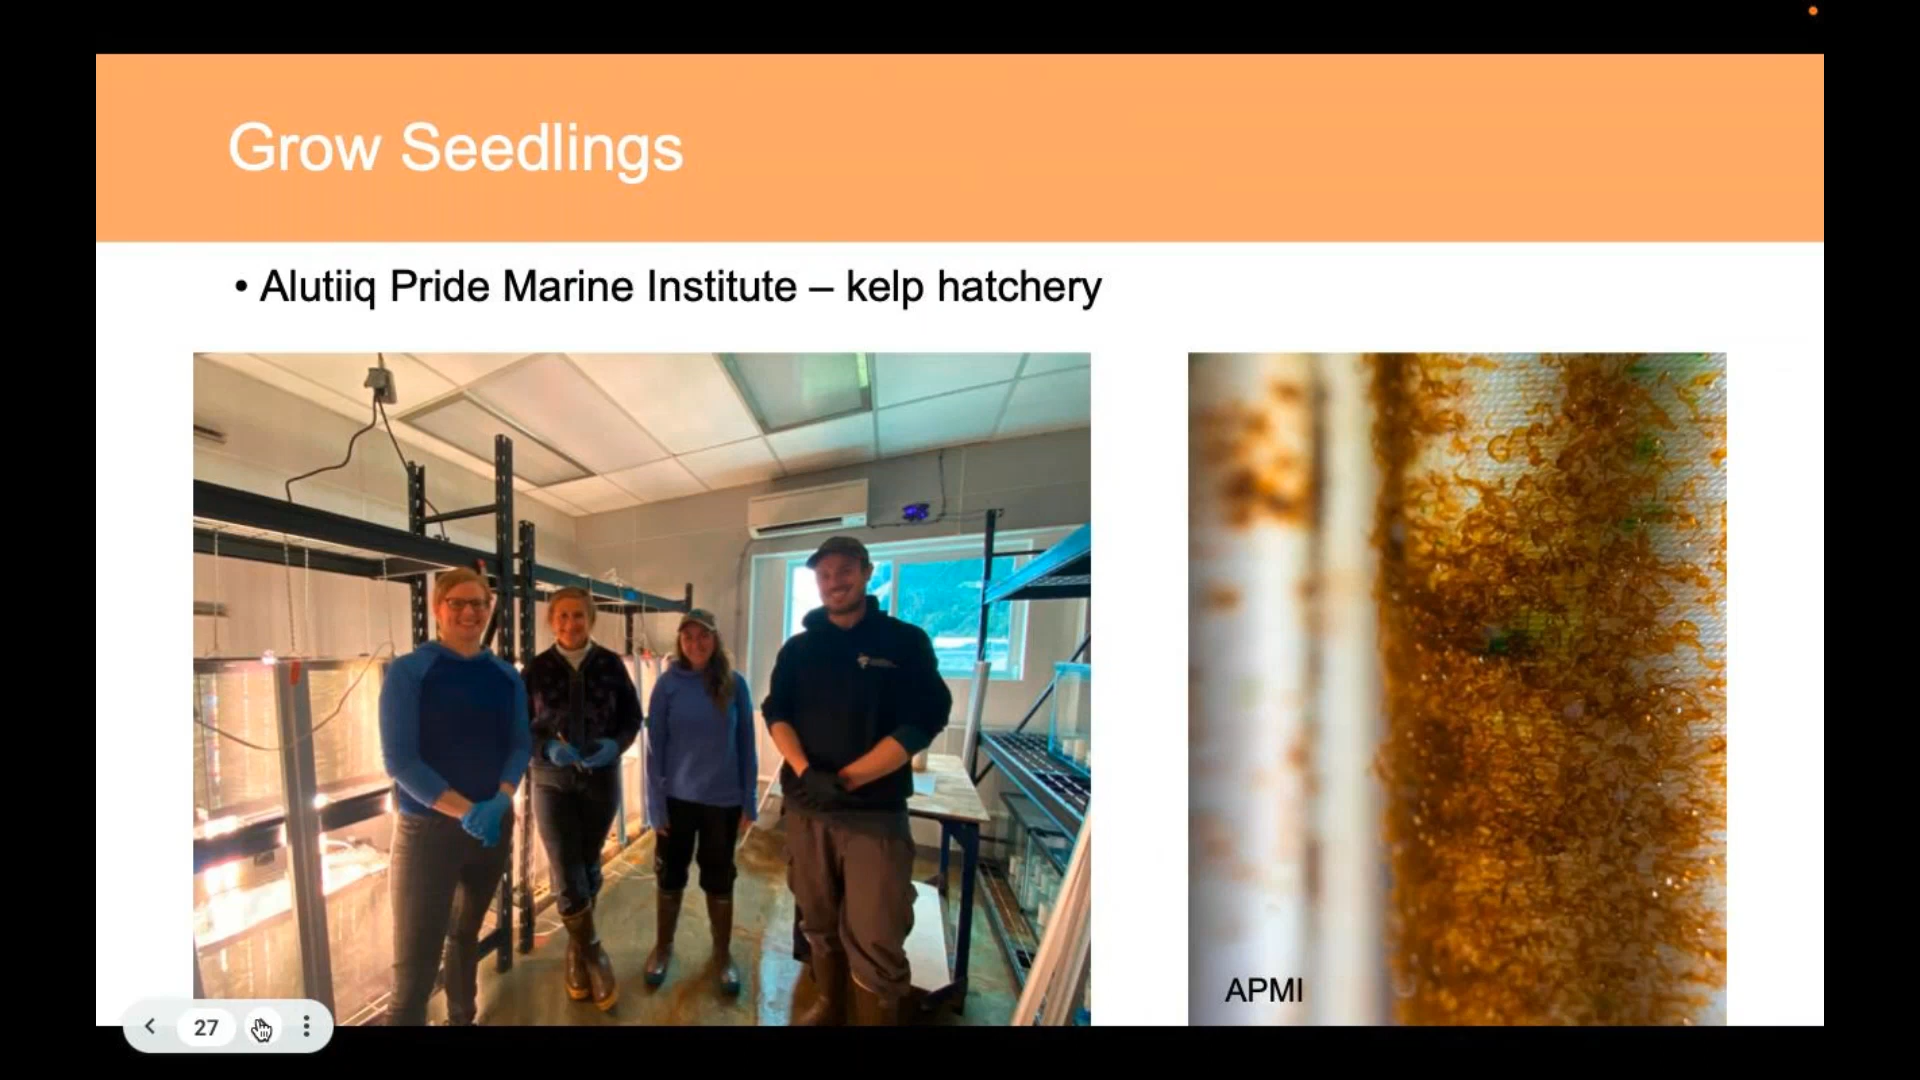 Grow Seedlings
• Alutiiq Pride Marine Institute – kelp hatchery
APMI
27